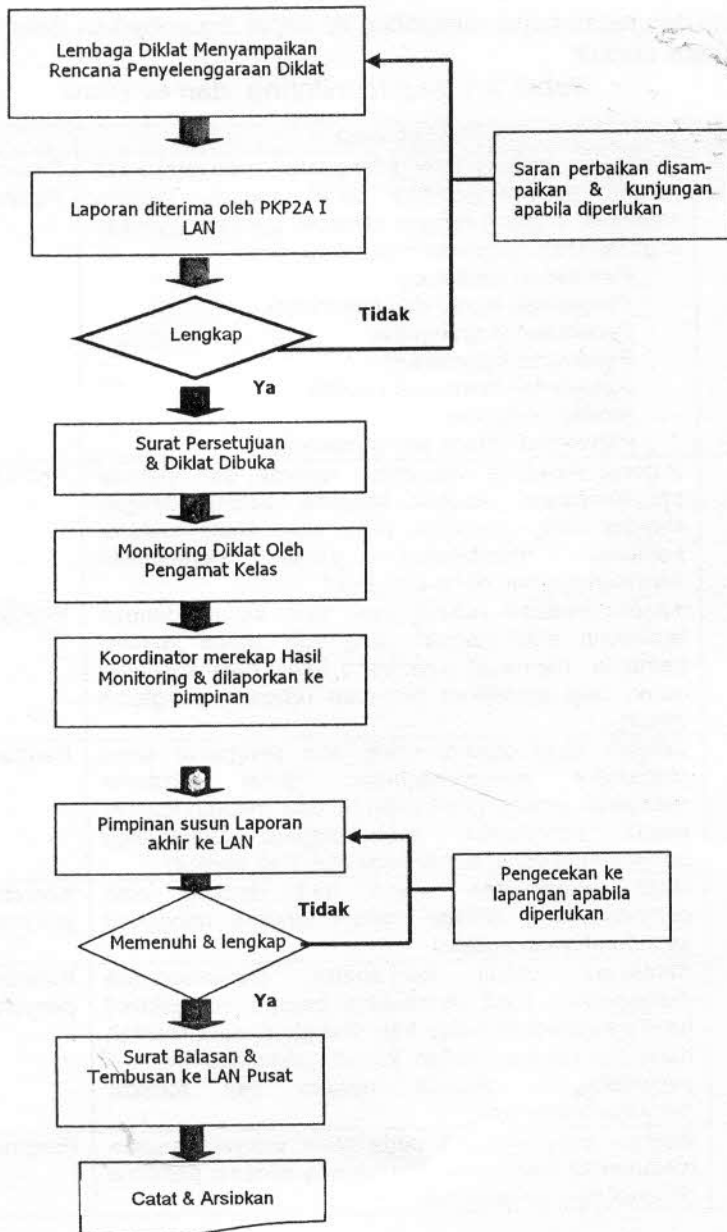 Lembaga Diklat Menyampaikan
Rencana Penyelenggaraan Diklat
Saran perbaikan disam-
paikan & kunjungan
apabila diperlukan
Laporan diterima oleh PKP2A I
LAN
Tidak
Lengkap
Ya
Surat Persetujuan
& Diklat Dibuka
Monitoring Diklat Oleh
Pengamat Kelas
Koordinator merekap Hasil
Monitoring & dilaporkan ke
pimpinan
Pimpinan susun Laporan
akhir ke LAN
Pengecekan ke
lapangan apabila
diperlukan
Tidak
Memenuhi & lengkap
Ya
Surat Balasan &
Tembusan ke LAN Pusat
Catat & Arsipkan